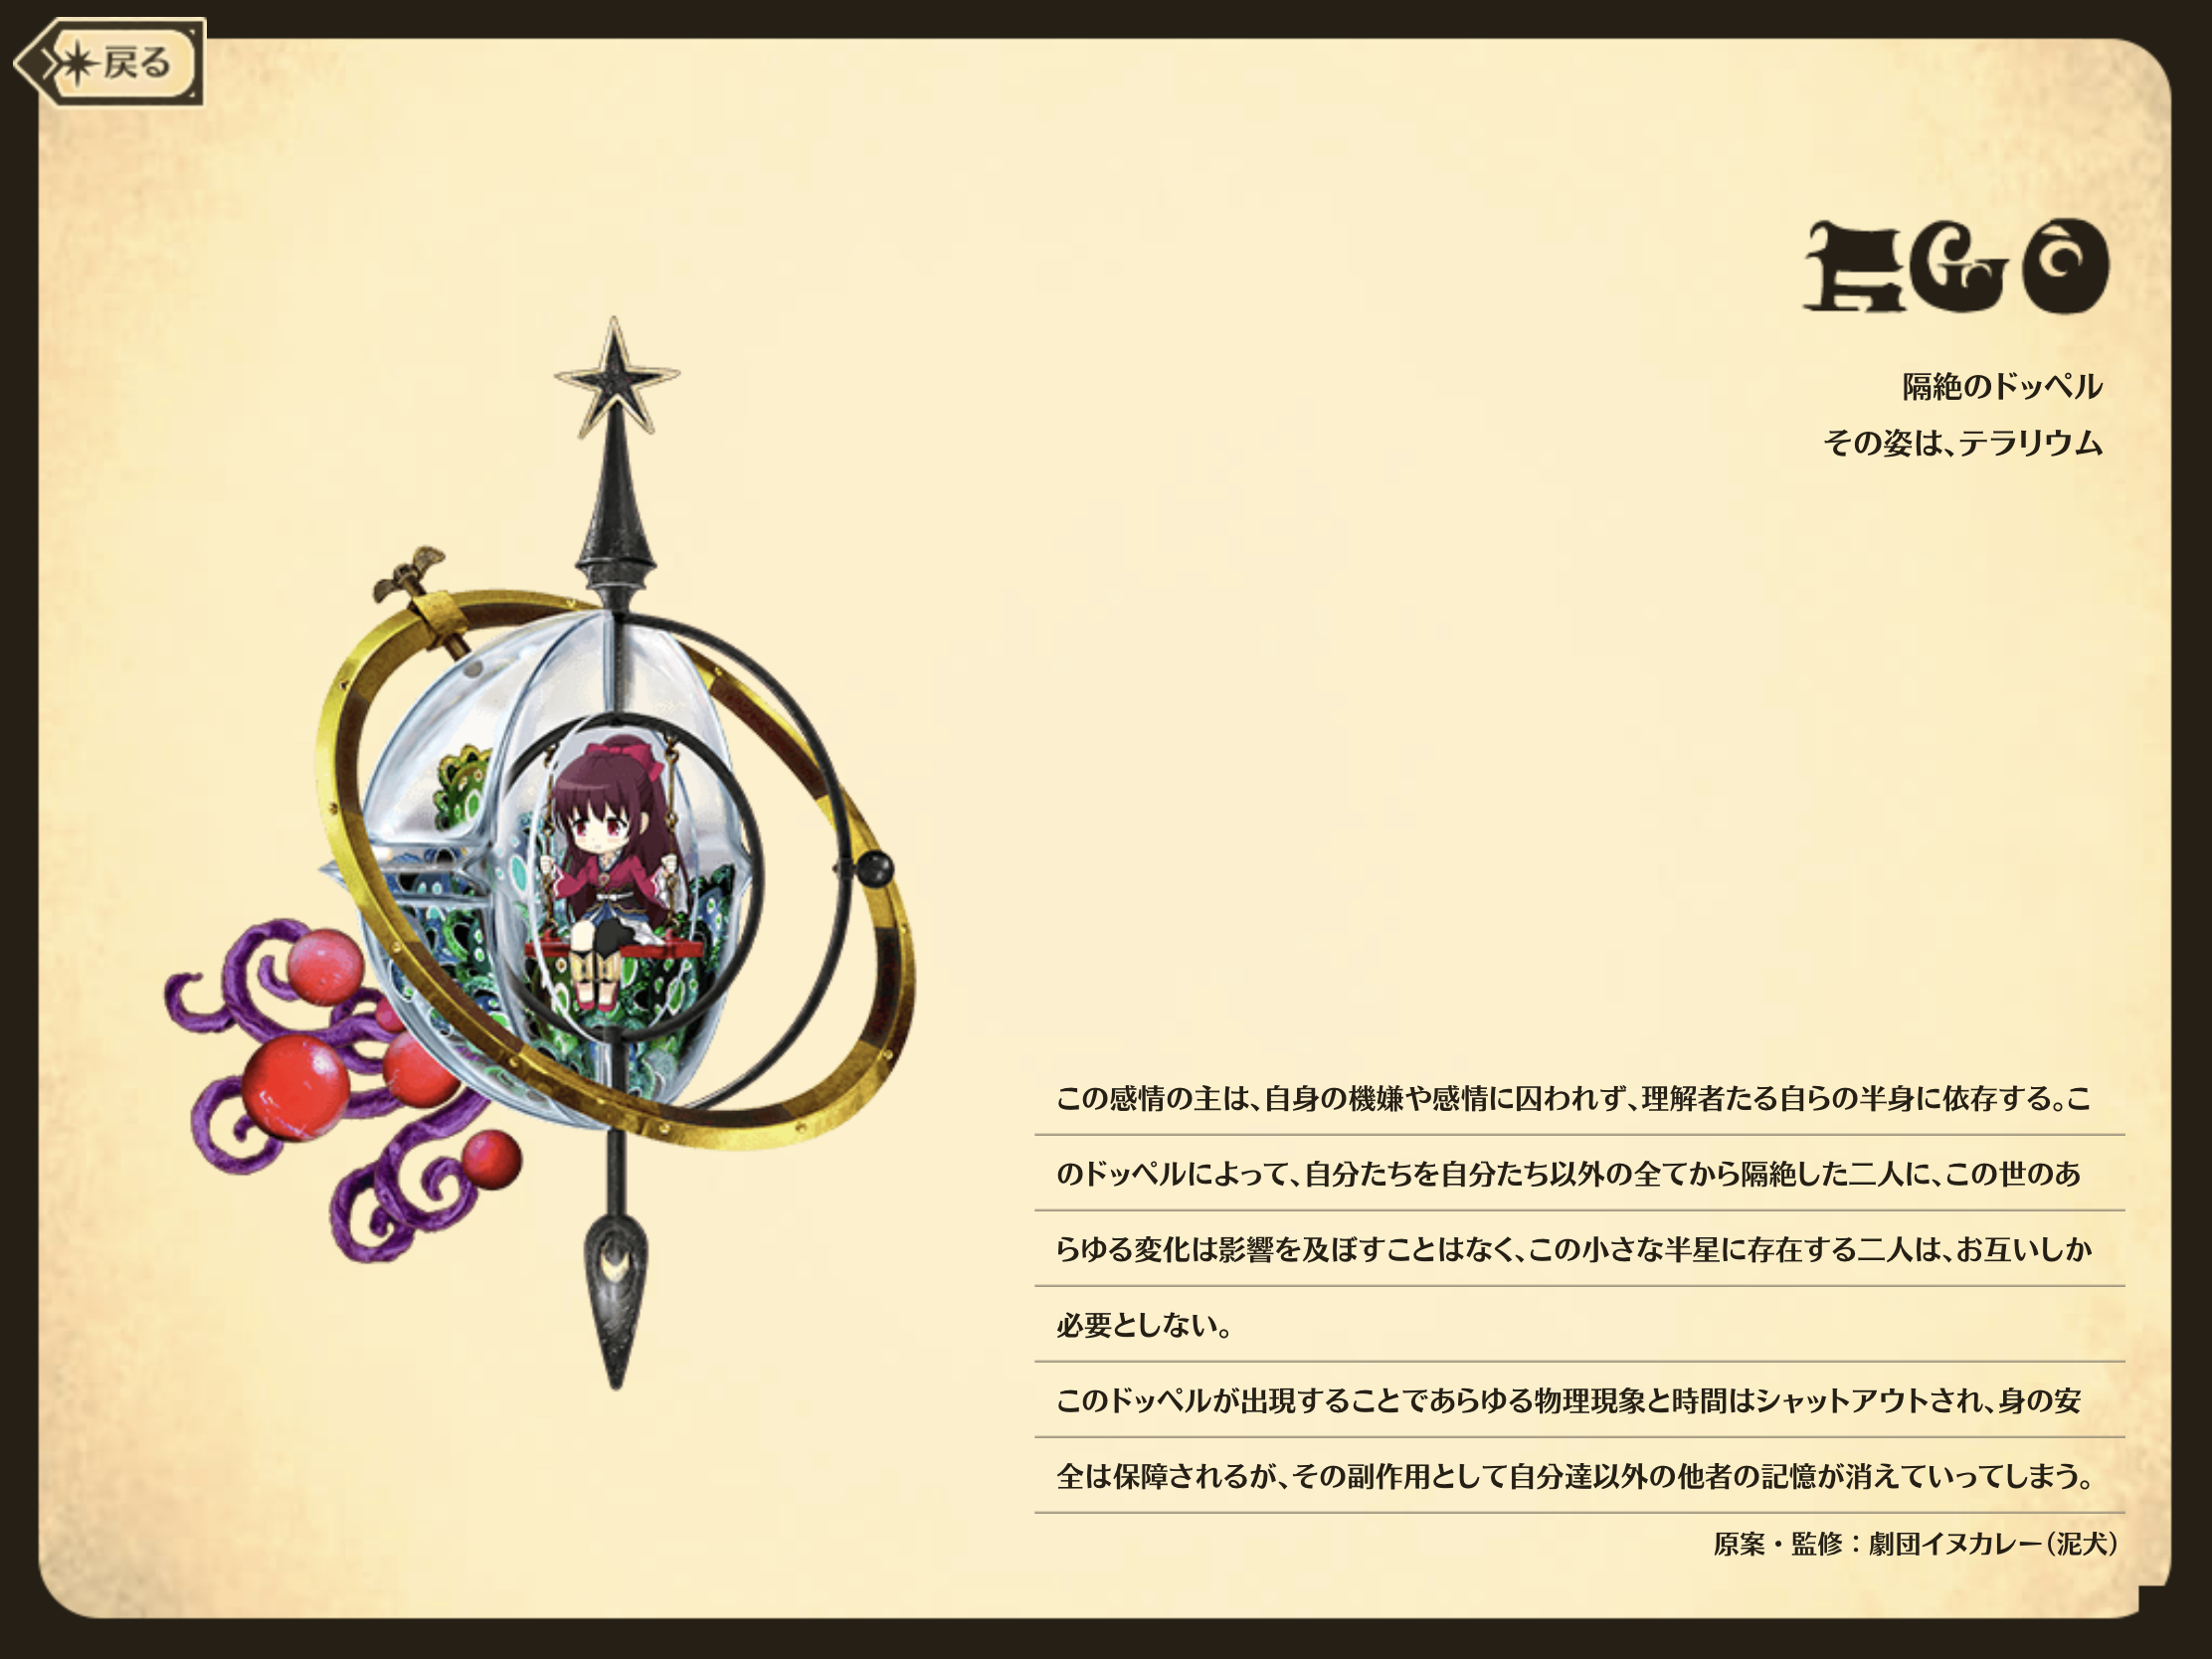 戻る
EGO
隔絶のドッペル
その姿は、テラリウム
この感情の主は、自身の機嫌や感情に囚われず、理解者たる自らの半身に依存する。こ
のドッペルによって、自分たちを自分たち以外の全てから隔絶した二人に、この世のあ
らゆる変化は影響を及ぼすことはなく、この小さな半星に存在する二人は、お互いしか
必要としない。
このドッペルが出現することであらゆる物理現象と時間はシャットアウトされ、身の安
全は保障されるが、その副作用として自分達以外の他者の記憶が消えていってしまう。
原案・監修：劇団イヌカレー（泥犬）